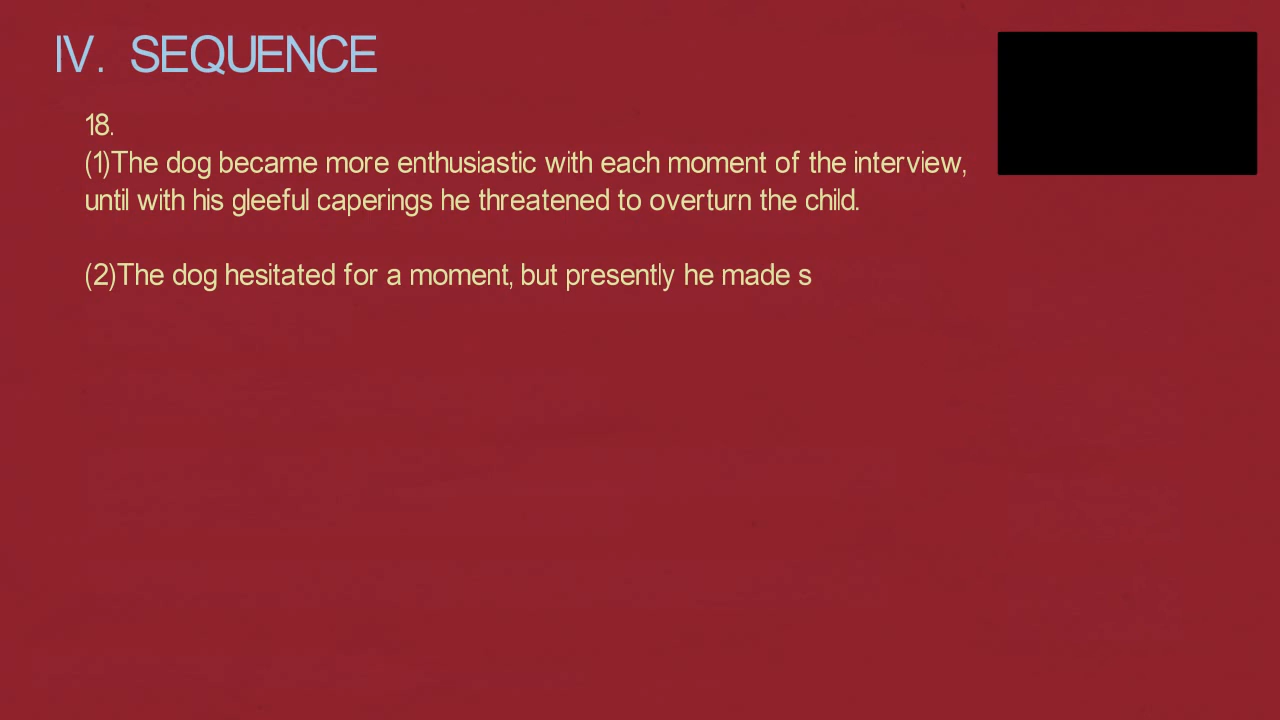 IV. SEQUENCE
18.
(1)The dog became more enthusiastic with each moment of the interview,
until with his gleeful caperings he threatened to overturn the child.
(2)The dog hesitated for a moment, but presently he made s